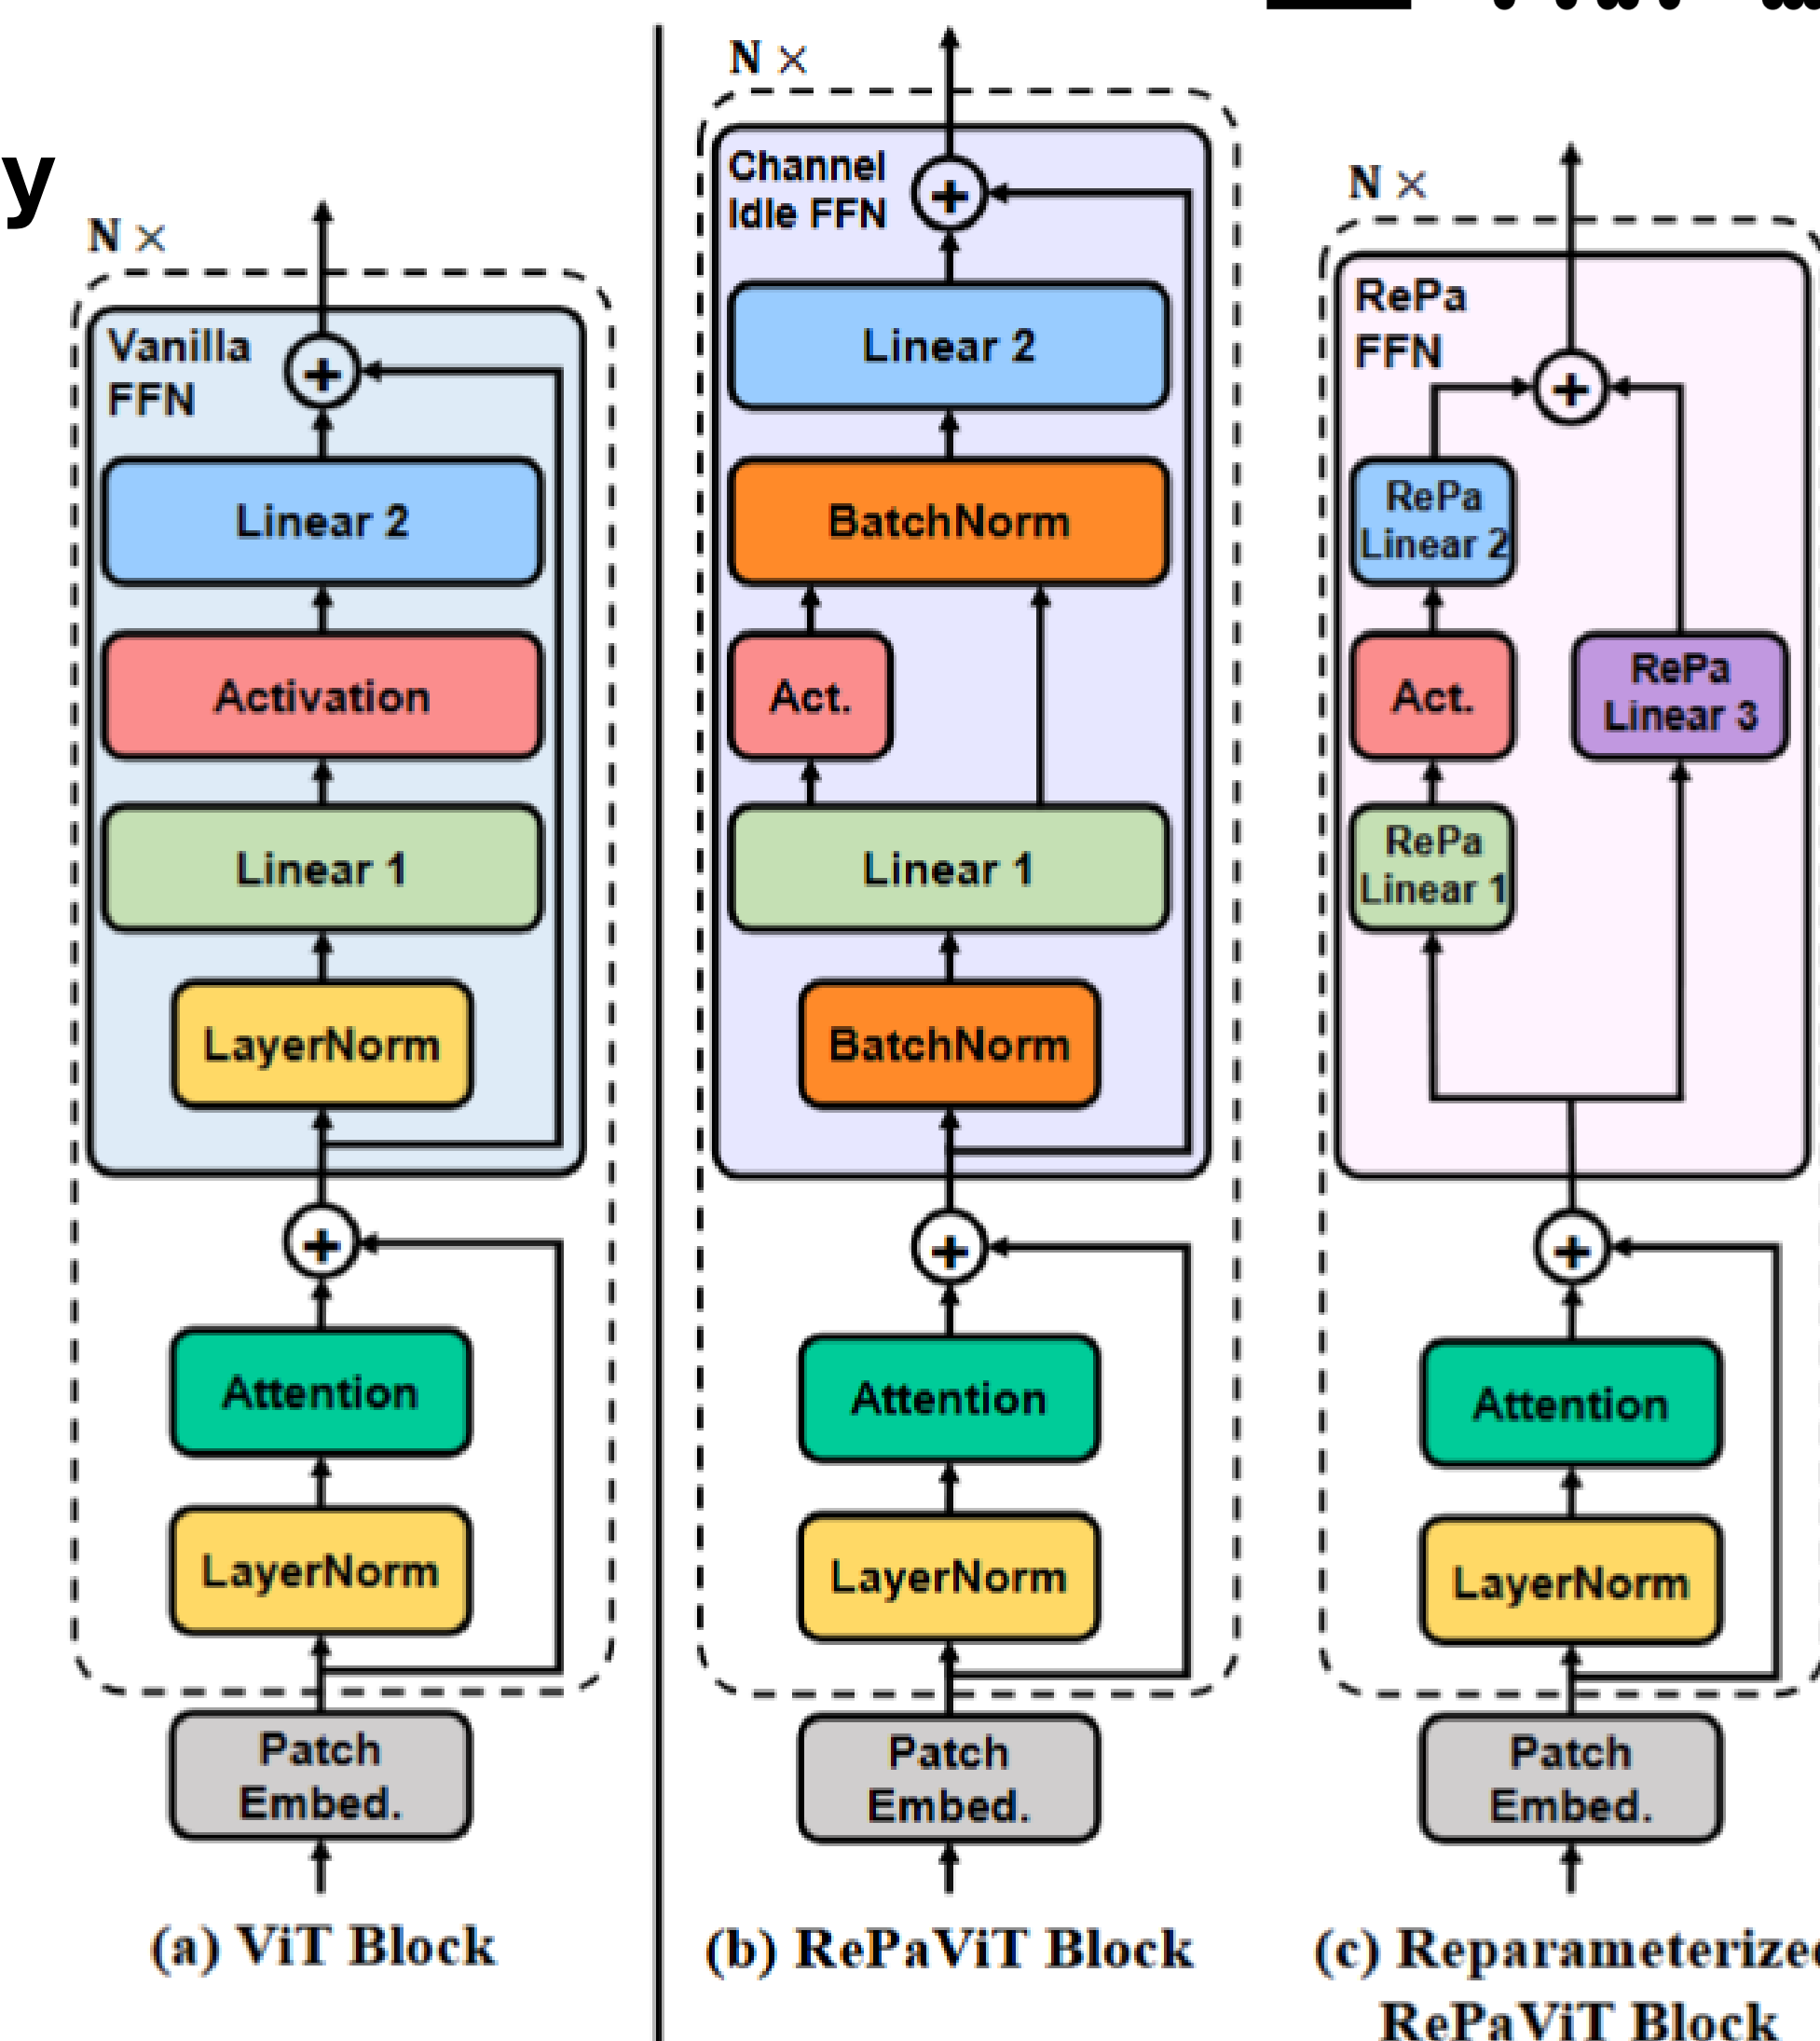 y
N ×
Vanilla
FFN
+
Linear 2
Activation
Linear 1
LayerNorm
+
Attention
LayerNorm
Patch
Embed.
(a) ViT Block
N ×
Channel
Idle FFN
+
Linear 2
BatchNorm
Act.
Linear 1
BatchNorm
+
Attention
LayerNorm
Patch
Embed.
(b) RePaViT Block
N ×
RePa
FFN
+
RePa
Linear 2
Act.
RePa
Linear 3
RePa
Linear 1
+
Attention
LayerNorm
Patch
Embed.
(c) Reparameterized
RePaViT Block